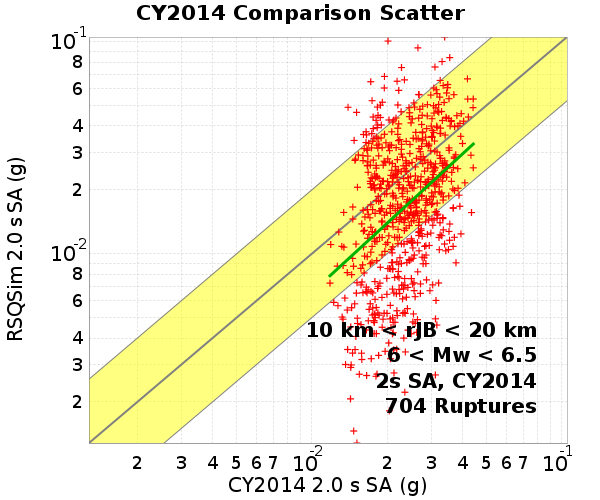 CY2014 Comparison Scatter
10-1
8
6
4
3
2
10-2
8
6
4
3
2
RSQSim 2.0 s SA (g)
10 km < rJB < 20 km
6 < Mw < 6.5
2s SA, CY2014
704 Ruptures
2 3 4 5 6 7 10-2 2 3 4 5 6 7 10-1
CY2014 2.0 s SA (g)